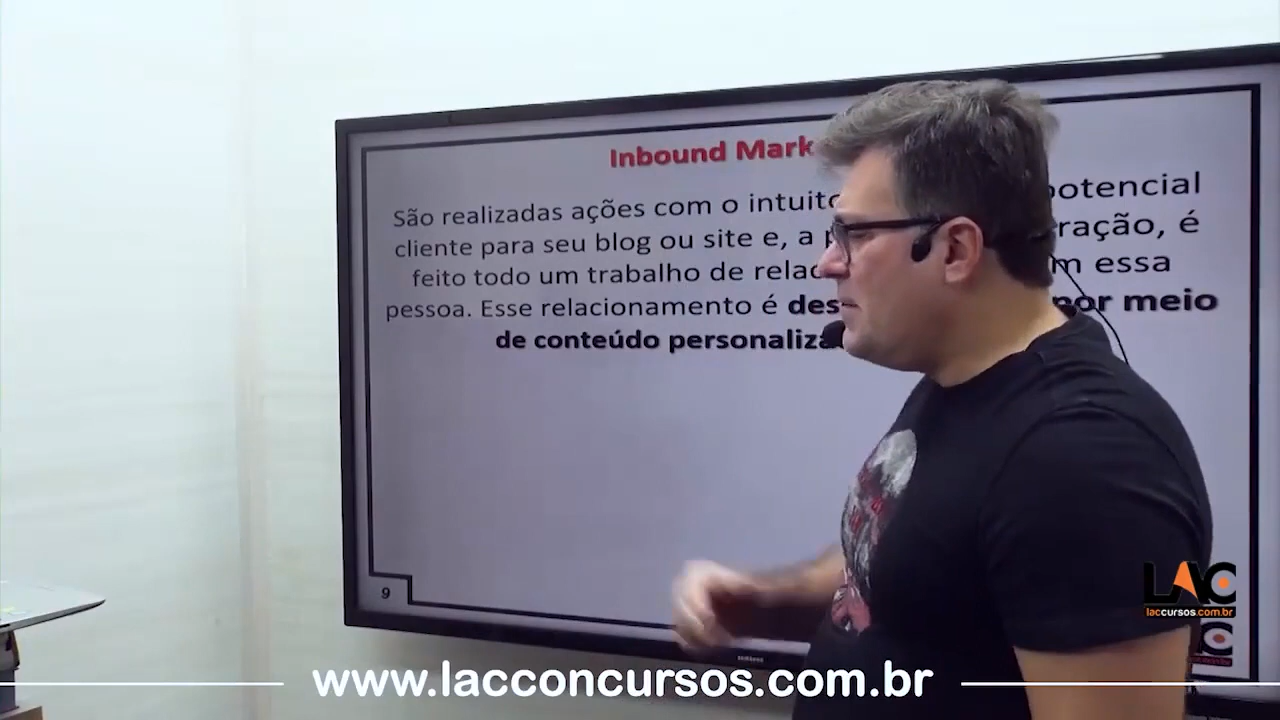 Inbound Mark
São realizadas ações com o intuito potencial
cliente para seu blog ou site e, a ração, é
feito todo um trabalho de relac m essa
pessoa. Esse relacionamento é des por meio
de conteúdo personaliza
9
LAC
laccursos.com.br
www.lacconcursos.com.br